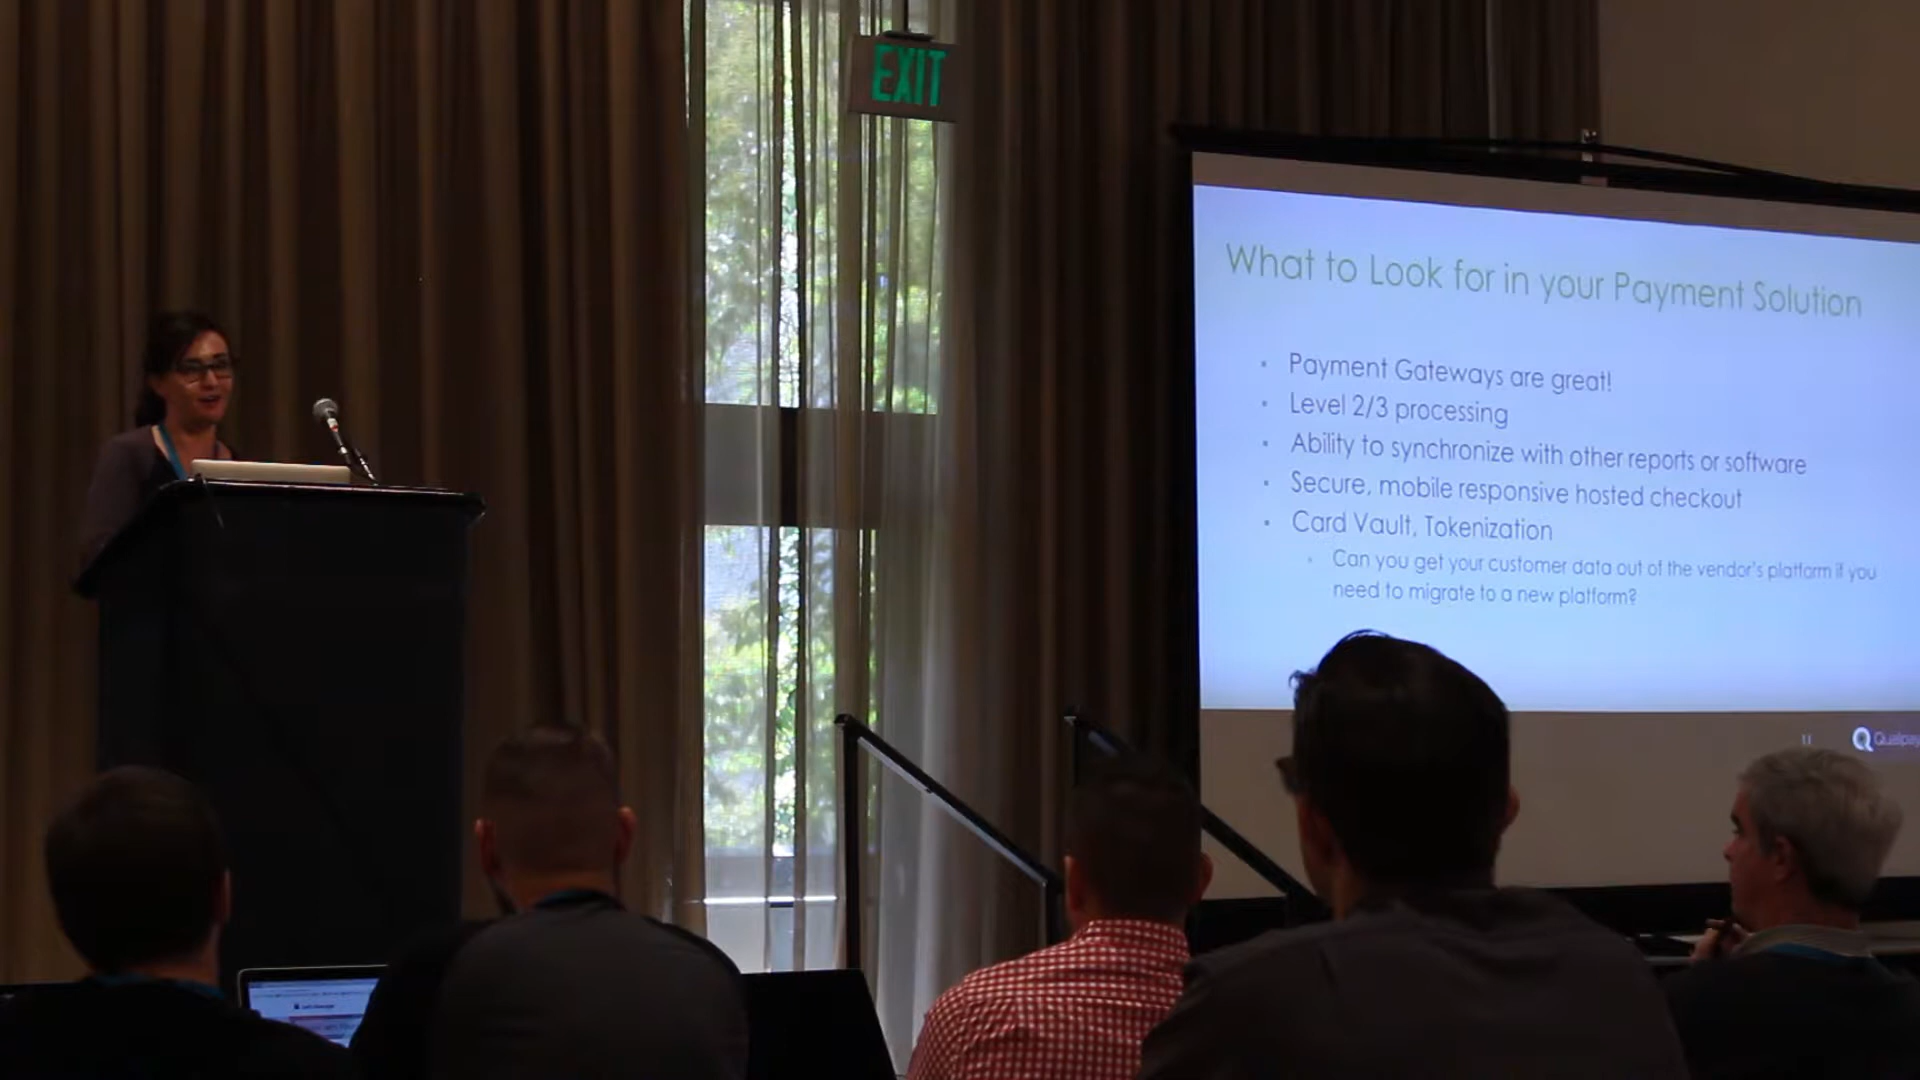 EXIT
What to Look for in your Payment Solution
Payment Gateways are great!
Level 2/3 processing
Ability to synchronize with other reports or software
Secure, mobile responsive hosted checkout
Card Vault, Tokenization
Can you get your customer data out of the vendor's platform if you
need to migrate to a new platform?
11
Qualpay